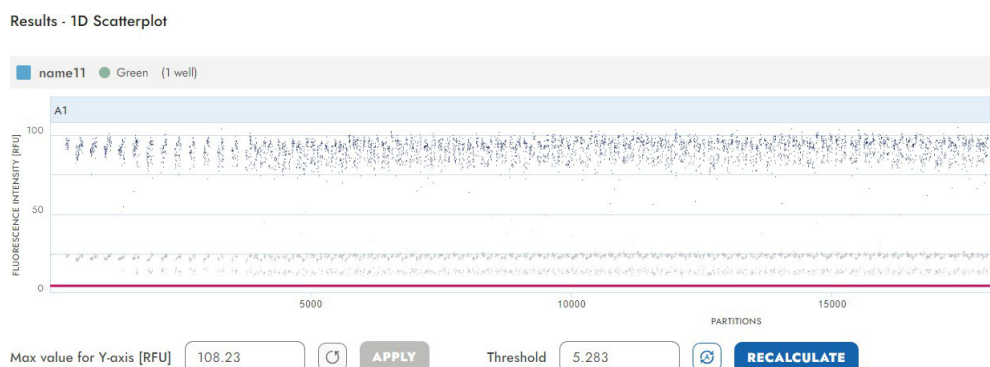 Results - 1D Scatterplot
name11 Green (1 well)
A1
100
50
0
FLUORESCENCE INTENSITY [RFU]
5000 10000 15000
PARTITIONS
Max value for Y-axis [RFU] 108.23 APPLY Threshold 5.283 A RECALCULATE